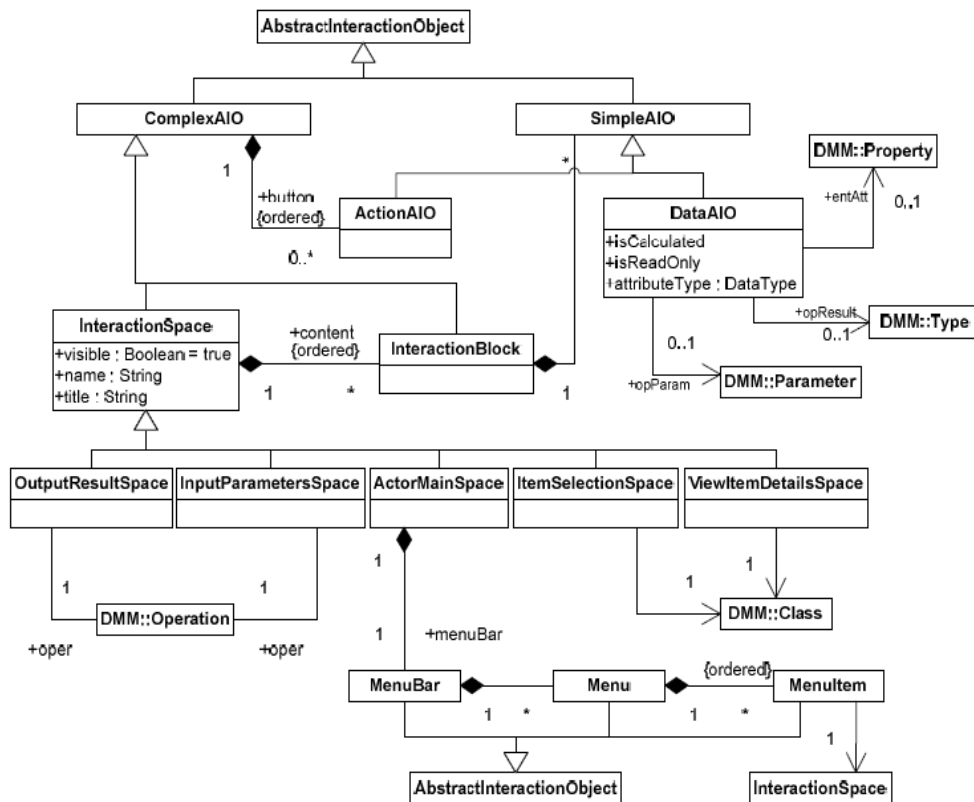 AbstractInteractionObject
ComplexAIO
SimpleAIO
DMM::Property
1
*
+button
{ordered}
ActionAIO
0..*
DataAIO
+isCalculated
+isReadOnly
+attributeType : DataType
+entAtt
0..1
InteractionSpace
+visible : Boolean = true
+name : String
+title : String
+content
{ordered}
1
*
InteractionBlock
1
+opResult
0..1
DMM::Type
0..1
+opParam
DMM::Parameter
OutputResultSpace
InputParametersSpace
ActorMainSpace
ItemSelectionSpace
ViewItemDetailsSpace
1
1
1
1
1
DMM::Operation
DMM::Class
+oper
+oper
1
+menuBar
MenuBar
Menu
{ordered}
MenuItem
1
*
1
*
1
AbstractInteractionObject
InteractionSpace